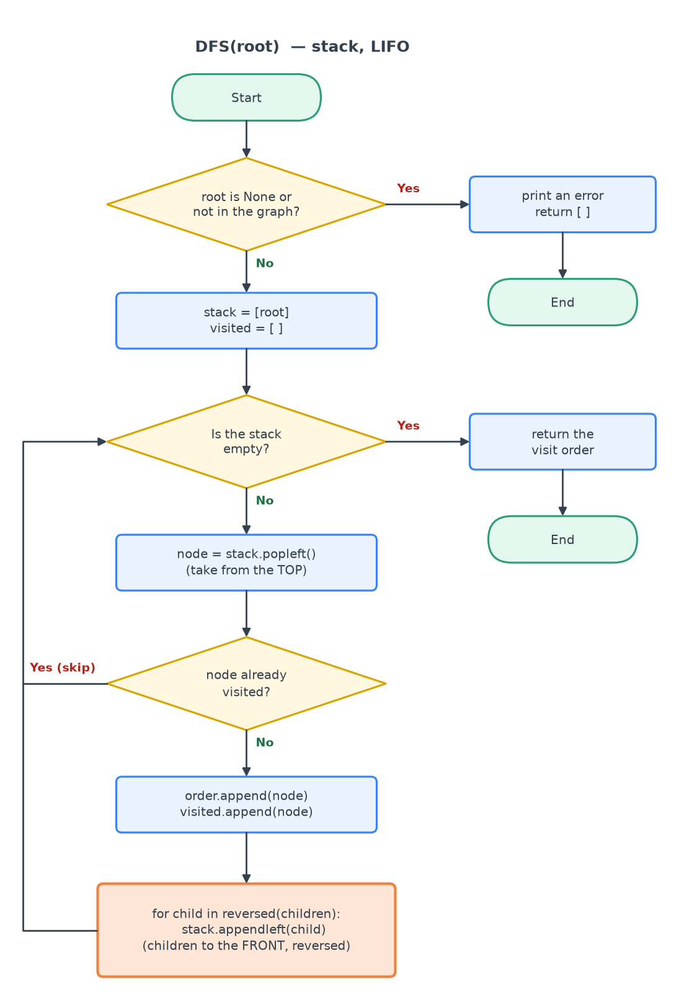 DFS(root)  — stack, LIFO
Start
root is None or
not in the graph?
Yes
print an error
return [ ]
No
End
stack = [root]
visited = [ ]
Is the stack
empty?
Yes
return the
visit order
No
End
node = stack.popleft()
(take from the TOP)
node already
visited?
Yes (skip)
No
order.append(node)
visited.append(node)
for child in reversed(children):
stack.appendleft(child)
(children to the FRONT, reversed)